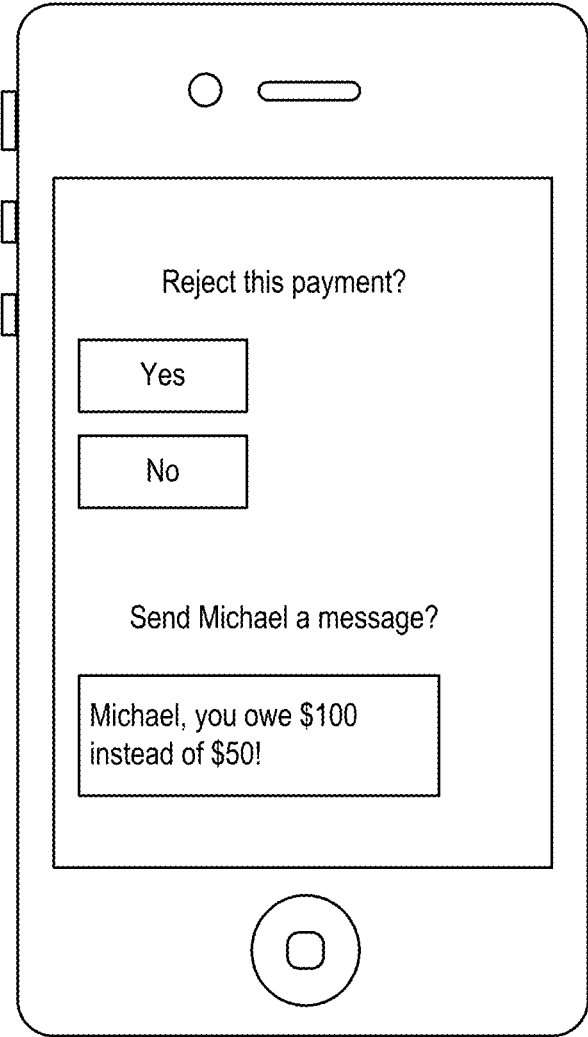 Reject this payment?
Yes
No
Send Michael a message?
Michael, you owe $100
instead of $50!